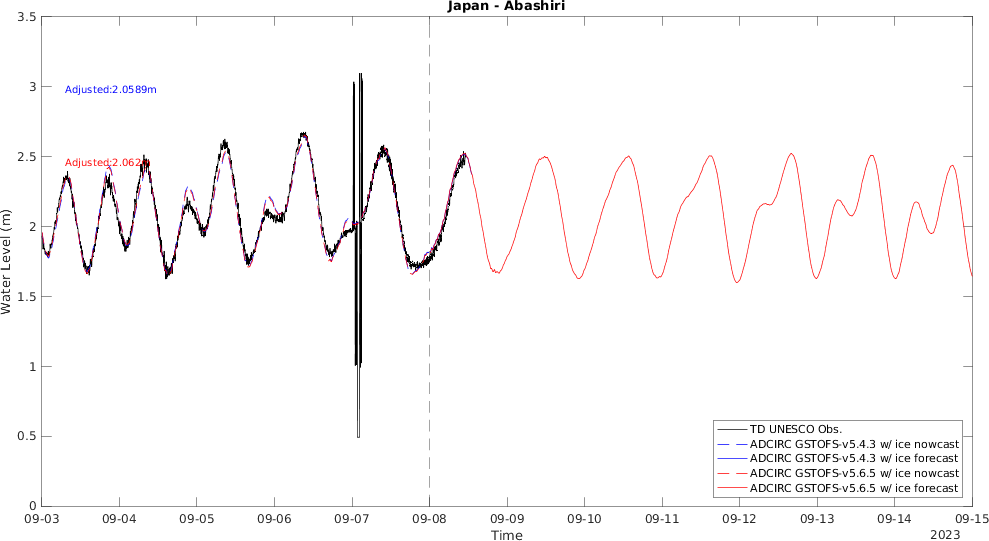 Japan - Abashiri
3.5
3
2.5
2
1.5
1
0.5
0
Water Level (m)
Adjusted:2.0589m
Adjusted:2.062
TD UNESCO Obs.
ADCIRC GSTOFS-v5.4.3 w/ ice nowcast
ADCIRC GSTOFS-v5.4.3 w/ ice forecast
ADCIRC GSTOFS-v5.6.5 w/ ice nowcast
ADCIRC GSTOFS-v5.6.5 w/ ice forecast
09-03 09-04 09-05 09-06 09-07 09-08 09-09 09-10 09-11 09-12 09-13 09-14 09-15
Time
2023